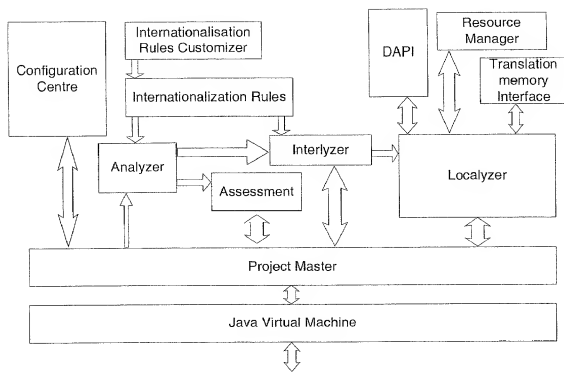 Configuration
Centre
Internationalisation
Rules Customizer
Internationalization Rules
DAPI
Resource
Manager
Translation
memory
Interface
Analyzer
Interlyzer
Assessment
Localyzer
Project Master
Java Virtual Machine